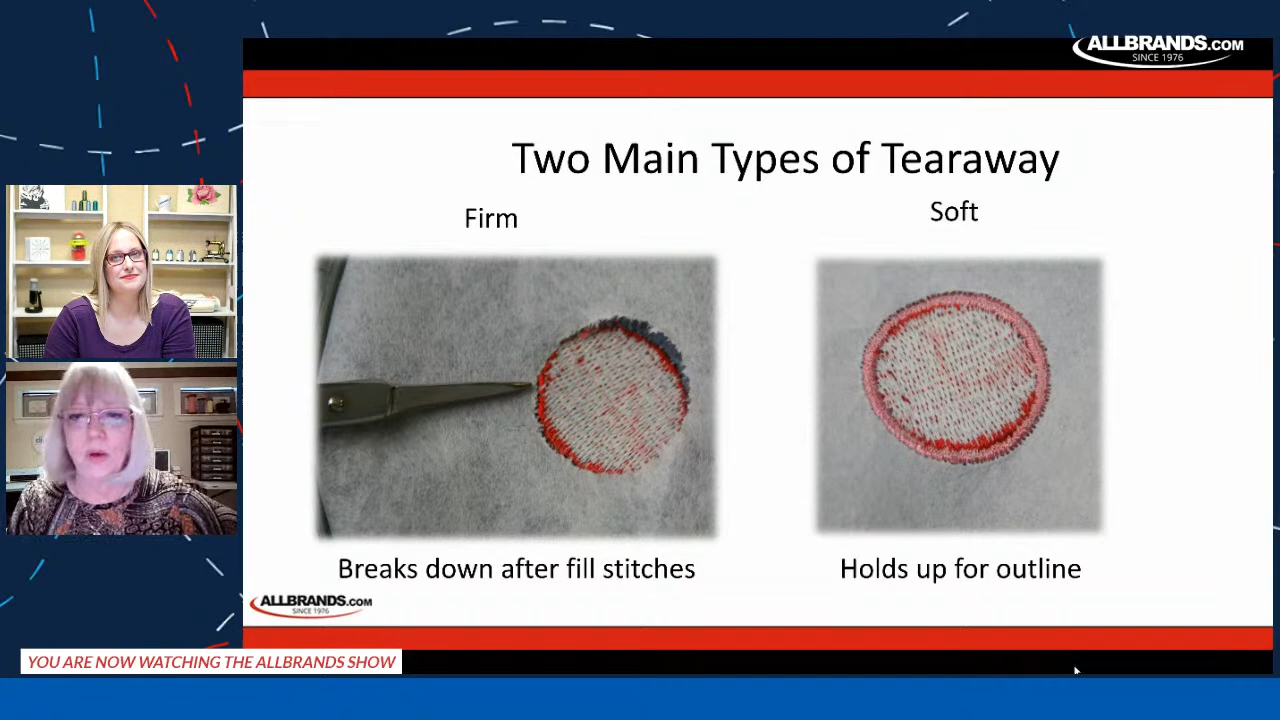 ALLBRANDS.COM
SINCE 1976
Two Main Types of Tearaway
Firm
Soft
Breaks down after fill stitches
Holds up for outline
ALLBRANDS.COM
SINCE 1976
YOU ARE NOW WATCHING THE ALLBRANDS SHOW